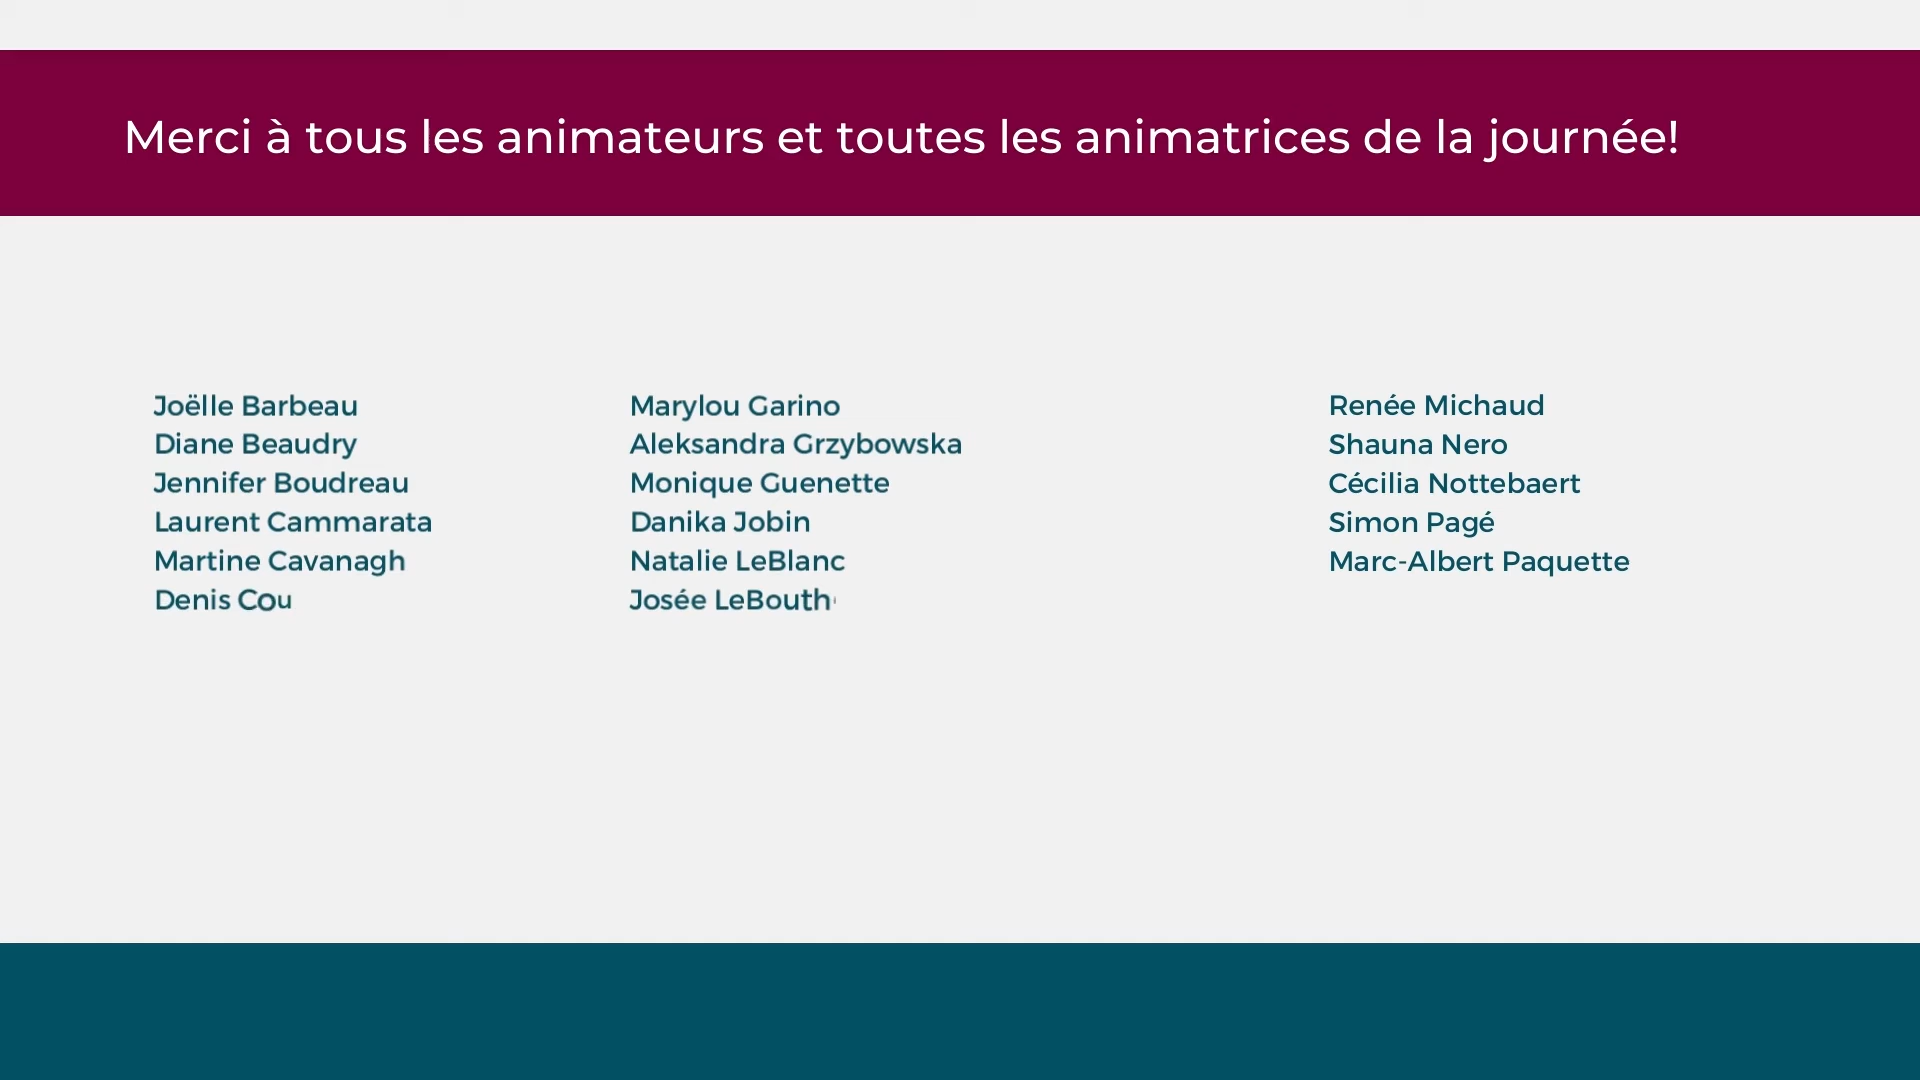 Merci à tous les animateurs et toutes les animatrices de la journée!
Joëlle Barbeau
Diane Beaudry
Jennifer Boudreau
Laurent Cammarata
Martine Cavanagh
Denis Cou
Marylou Garino
Aleksandra Grzybowska
Monique Guenette
Danika Jobin
Natalie LeBlanc
Josée LeBouth
Renée Michaud
Shauna Nero
Cécilia Nottebaert
Simon Pagé
Marc-Albert Paquette